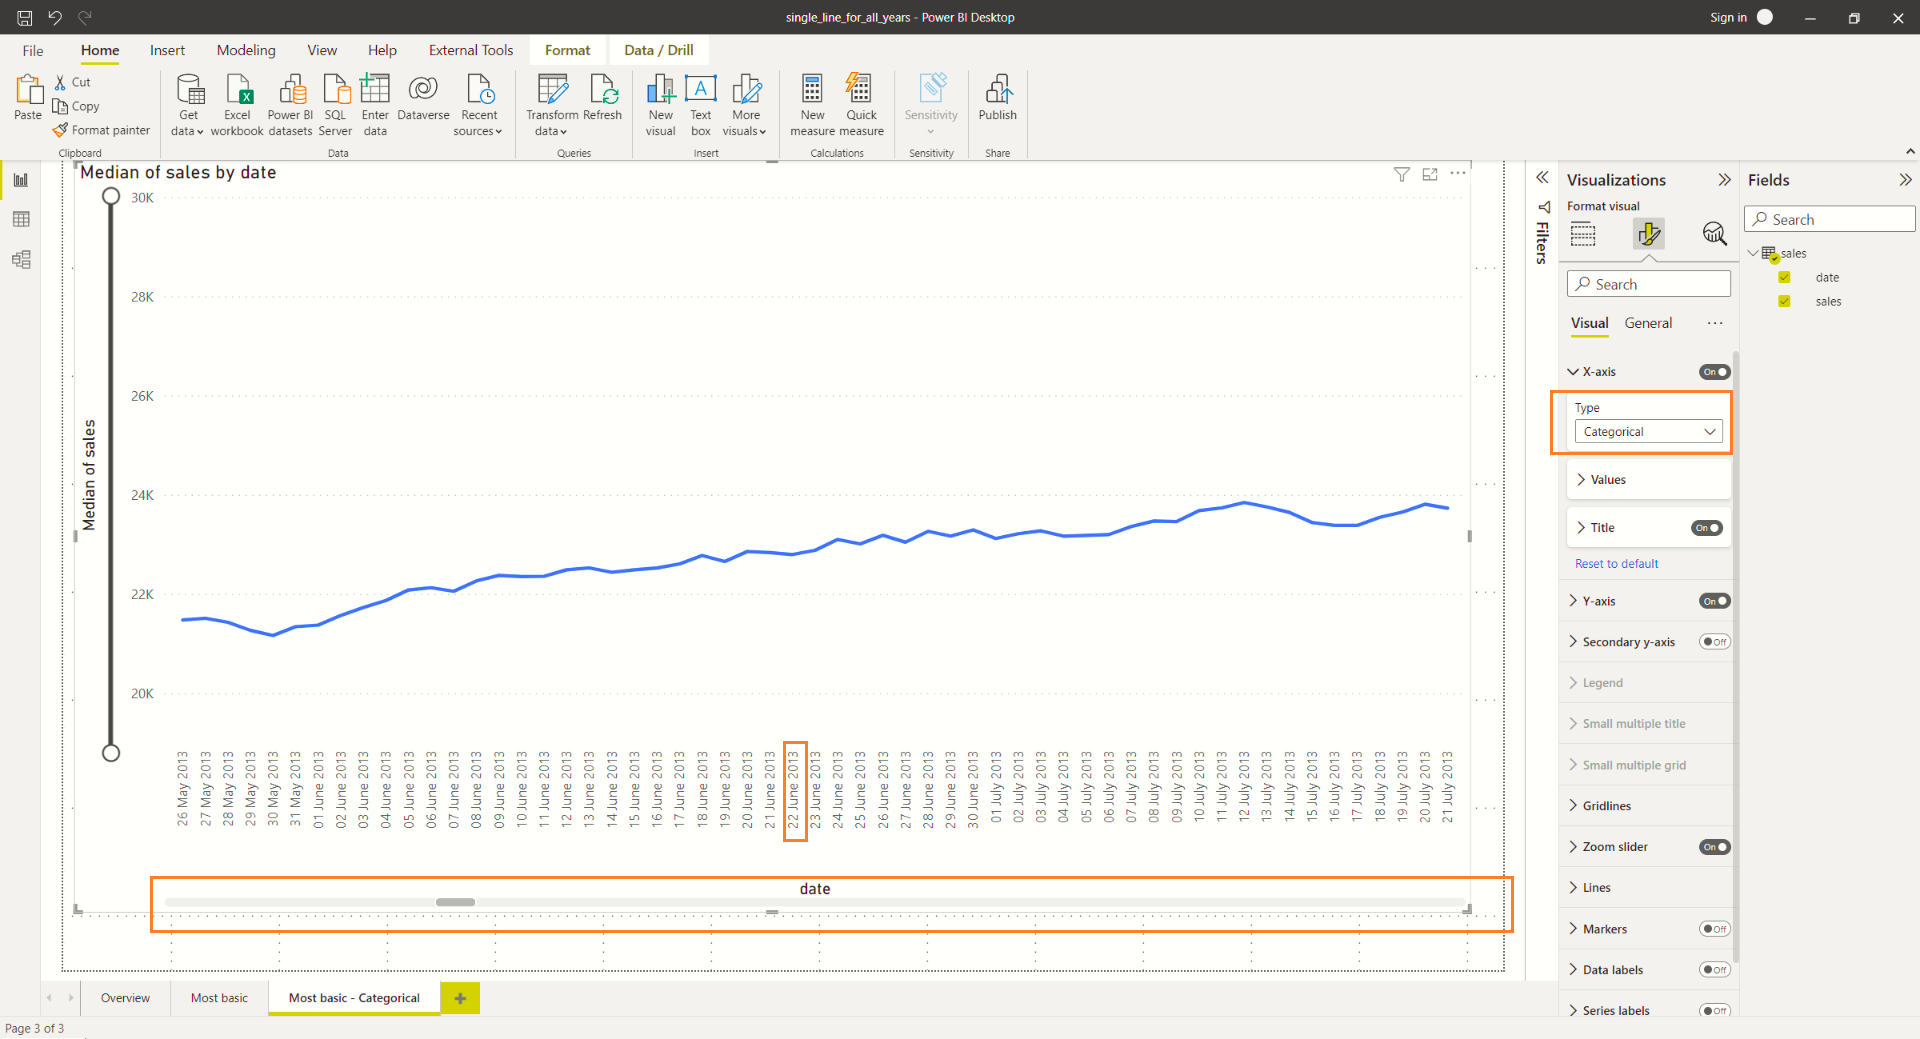 single_line_for_all_years - Power BI Desktop
Sign in
File Home Insert Modeling View Help External Tools Format Data / Drill
Paste
Cut
Copy
Format painter
Clipboard
Get data
Excel workbook
Power BI datasets
SQL Server
Enter data
Dataverse
Recent sources
Data
Transform data
Refresh
Queries
New visual
Text box
More visuals
Insert
New measure
Quick measure
Calculations
Sensitivity
Sensitivity
Publish
Share
Median of sales by date
30K
28K
26K
24K
22K
20K
Median of sales
26 May 2013
27 May 2013
28 May 2013
29 May 2013
30 May 2013
31 May 2013
01 June 2013
02 June 2013
03 June 2013
04 June 2013
05 June 2013
06 June 2013
07 June 2013
08 June 2013
09 June 2013
10 June 2013
11 June 2013
12 June 2013
13 June 2013
14 June 2013
15 June 2013
16 June 2013
17 June 2013
18 June 2013
19 June 2013
20 June 2013
21 June 2013
22 June 2013
23 June 2013
24 June 2013
25 June 2013
26 June 2013
27 June 2013
28 June 2013
29 June 2013
30 June 2013
01 July 2013
02 July 2013
03 July 2013
04 July 2013
05 July 2013
06 July 2013
07 July 2013
08 July 2013
09 July 2013
10 July 2013
11 July 2013
12 July 2013
13 July 2013
14 July 2013
15 July 2013
16 July 2013
17 July 2013
18 July 2013
19 July 2013
20 July 2013
21 July 2013
date
Filters
Visualizations
Format visual
Search
Visual General
X-axis On
Type
Categorical
Values
Title On
Reset to default
Y-axis On
Secondary y-axis Off
Legend
Small multiple title
Small multiple grid
Gridlines
Zoom slider On
Lines
Markers Off
Data labels Off
Series labels Off
Fields
Search
sales
date
sales
Overview Most basic Most basic - Categorical
Page 3 of 3